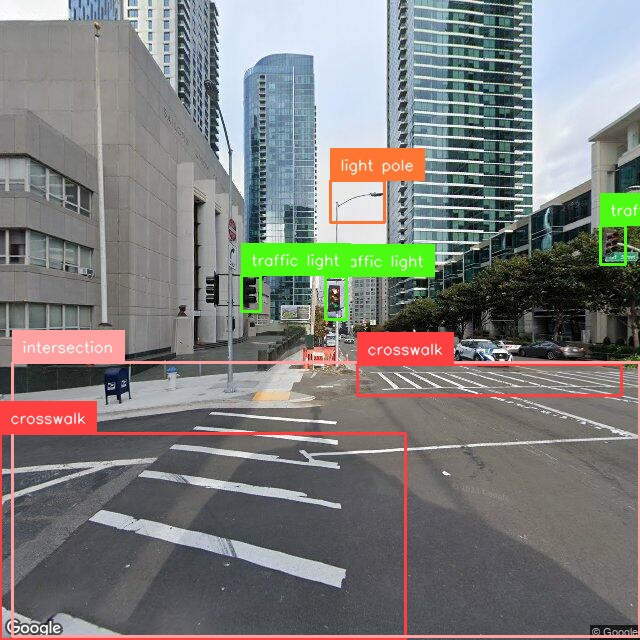 light pole
traf
traffic light
affic light
intersection
crosswalk
crosswalk
Google
© Google